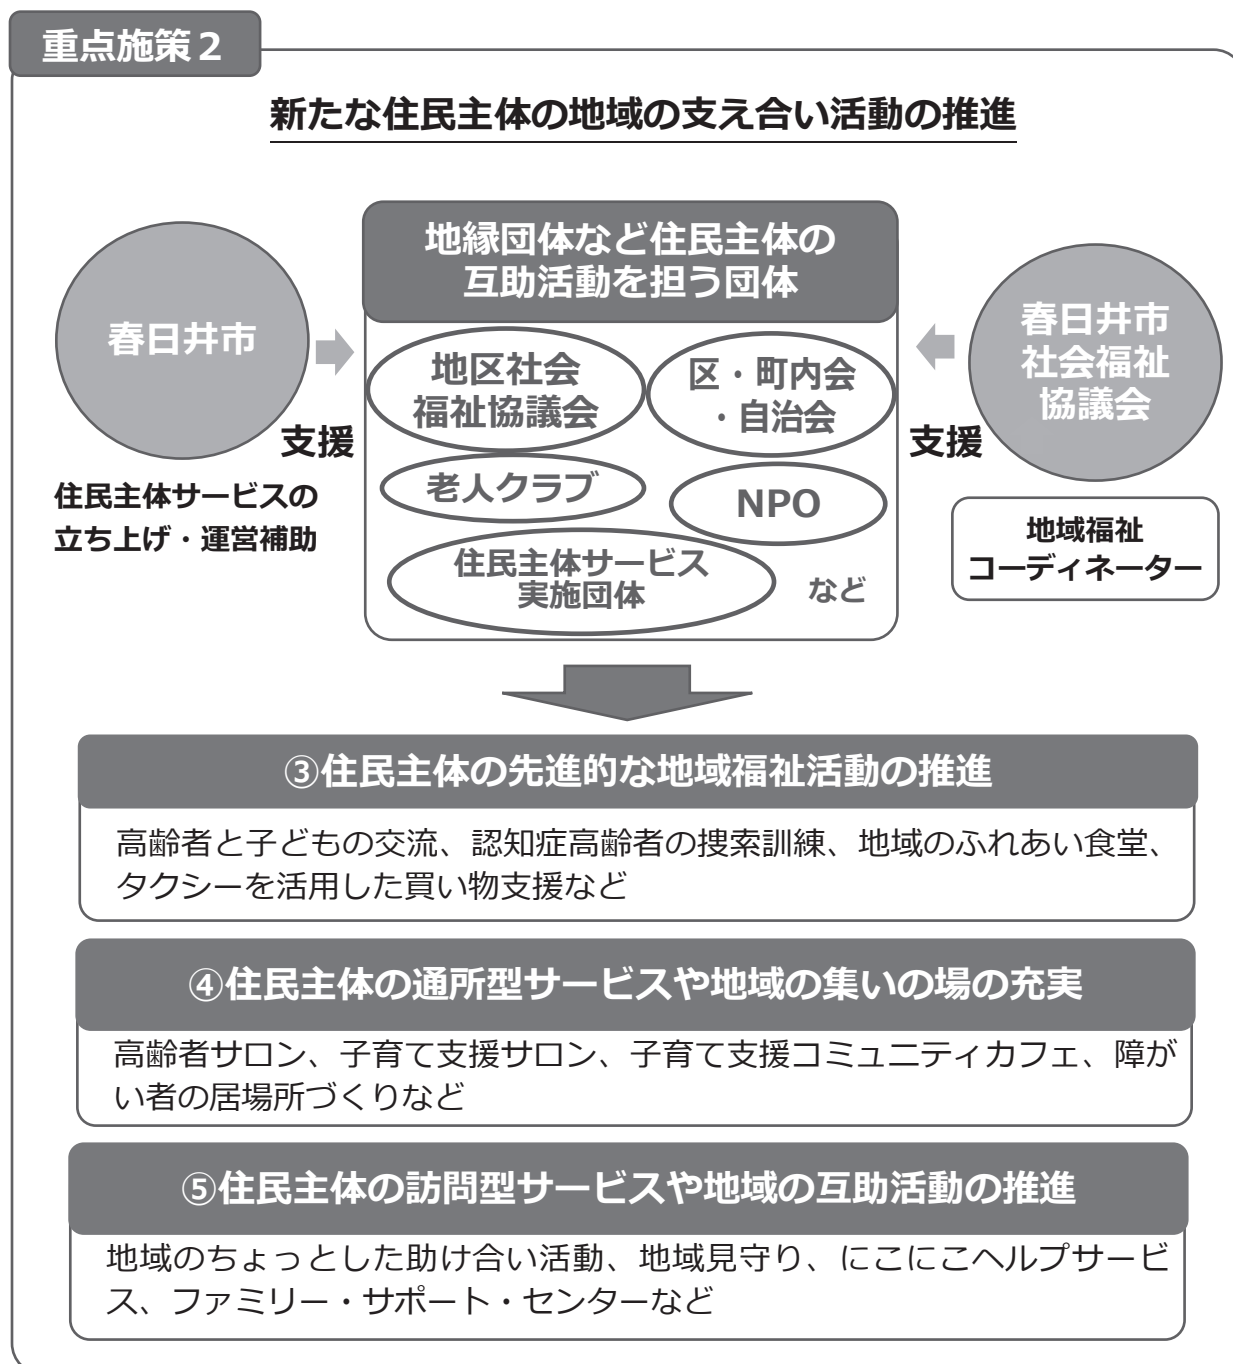 重点施策2
新たな住民主体の地域の支え合い活動の推進
地縁団体など住民主体の
互助活動を担う団体
春日井市
支援
住民主体サービスの
立ち上げ・運営補助
地区社会
福祉協議会
区・町内会
・自治会
老人クラブ
NPO
住民主体サービス
実施団体
など
春日井市
社会福祉
協議会
支援
地域福祉
コーディネーター
③住民主体の先進的な地域福祉活動の推進
高齢者と子どもの交流、認知症高齢者の捜索訓練、地域のふれあい食堂、
タクシーを活用した買い物支援など
④住民主体の通所型サービスや地域の集いの場の充実
高齢者サロン、子育て支援サロン、子育て支援コミュニティカフェ、障が
い者の居場所づくりなど
⑤住民主体の訪問型サービスや地域の互助活動の推進
地域のちょっとした助け合い活動、地域見守り、にこにこヘルプサービ
ス、ファミリー・サポート・センターなど